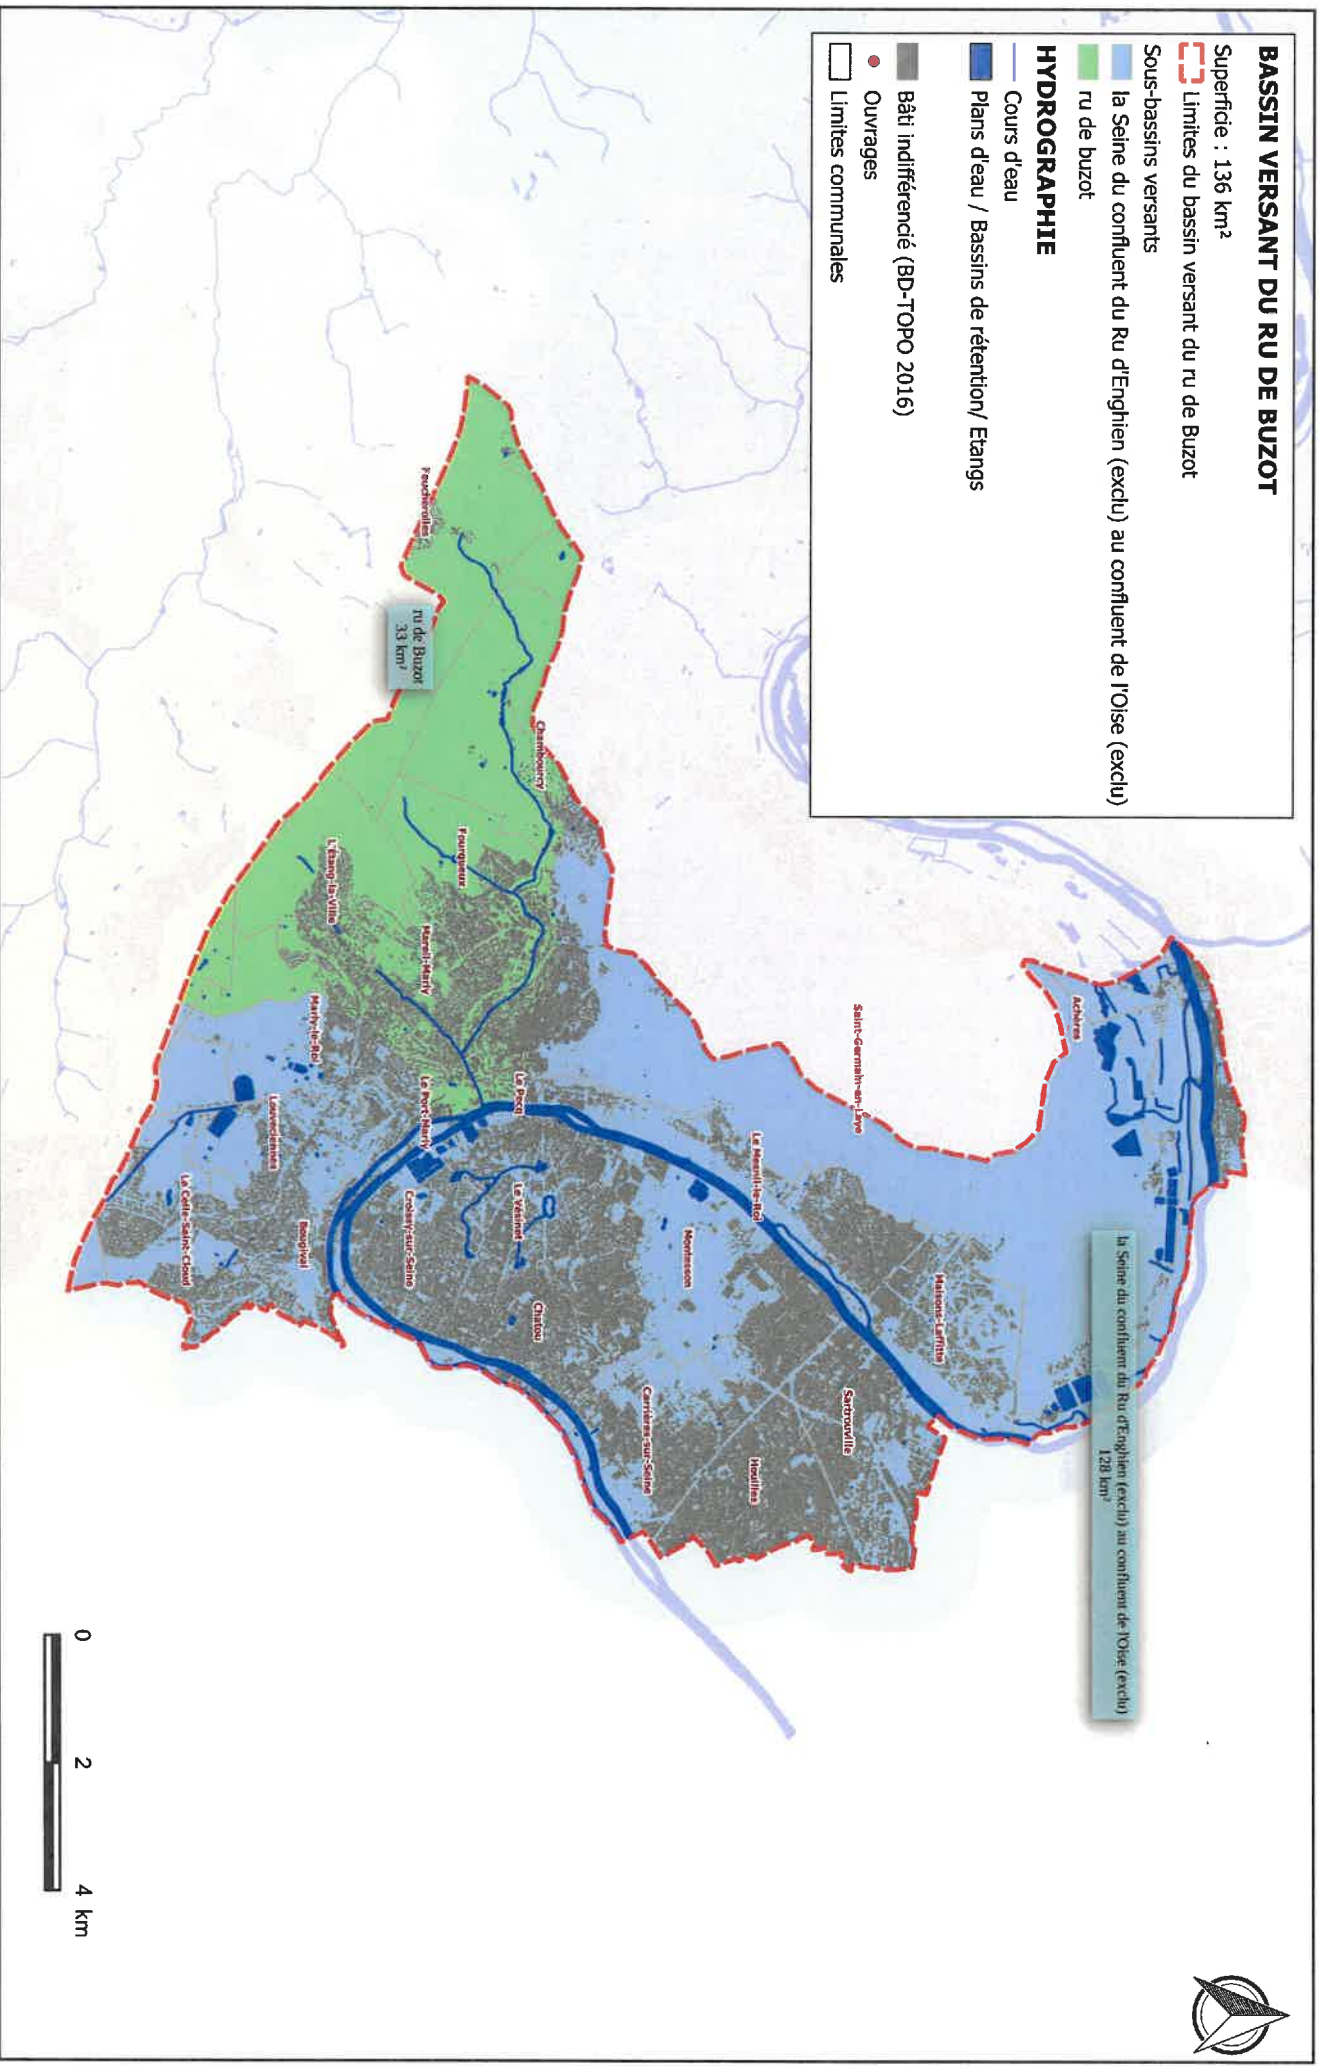 BASSIN VERSANT DU RU DE BUZOT
Superficie : 136 km²
Limites du bassin versant du ru de Buzot
Sous-bassins versants
la Seine du confluent du Ru d'Enghien (exclu) au confluent de l'Oise (exclu)
ru de buzot
HYDROGRAPHIE
Cours d'eau
Plans d'eau / Bassins de rétention/ Etangs
Bâti indifférencié (BD-TOPO 2016)
Ouvrages
Limites communales
la Seine du confluent du Ru d'Enghien (exclu) au confluent de l'Oise (exclu)
128 km²
Achères
Maisons-Laffitte
Saint-Germain-en-Laye
Sartrouville
Le Mesnil-le-Roi
Houilles
Montesson
Carrières-sur-Seine
Chambourcy
Chatou
Le Pecq
Le Vésinet
Fourqueux
Feucherolles
ru de Buzot
33 km²
Mareil-Marly
Le Port-Marly
Croissy-sur-Seine
L'Étang-la-Ville
Marly-le-Roi
Bougival
Louveciennes
La Celle-Saint-Cloud
0 2 4 km